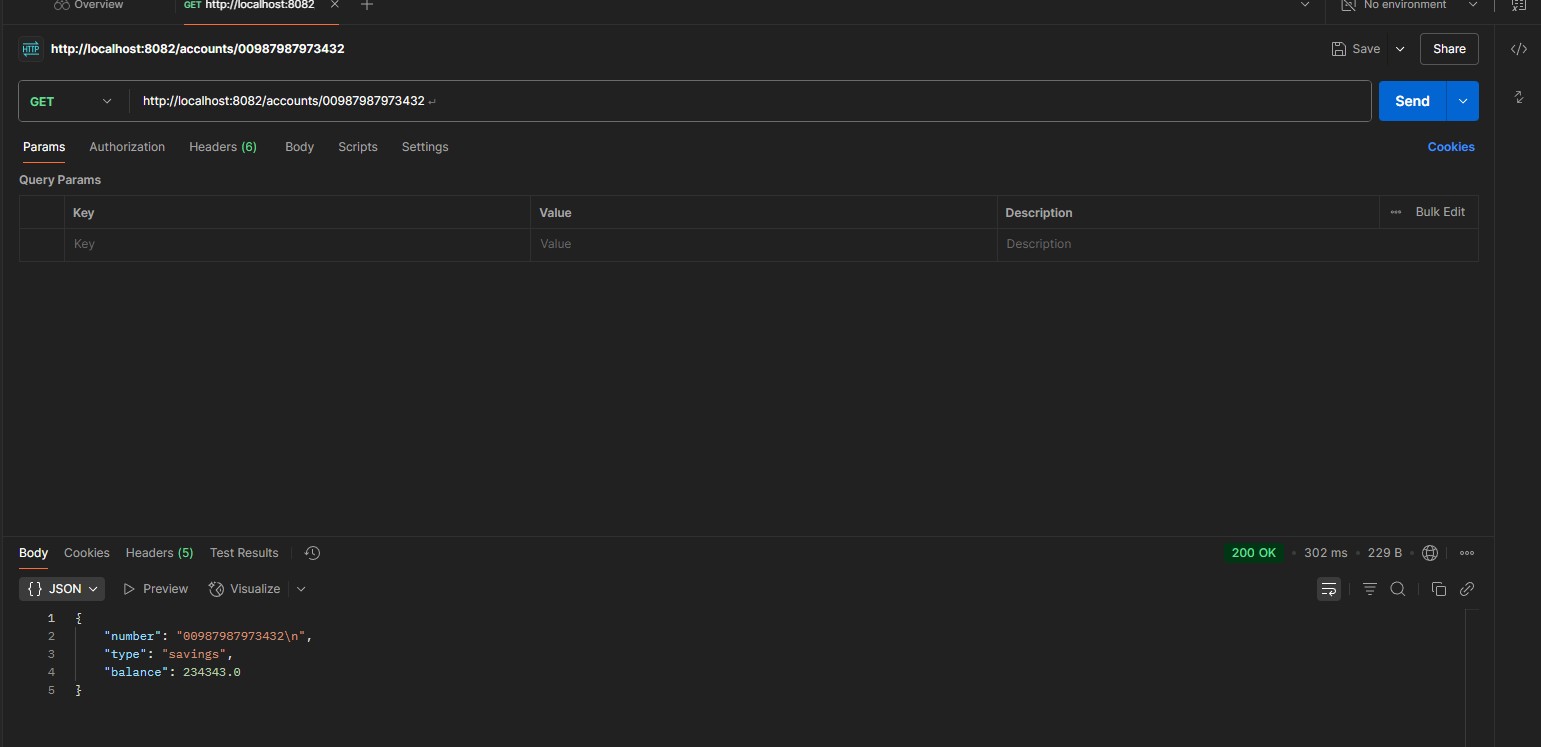 Overview
GET http://localhost:8082
No environment
HTTP http://localhost:8082/accounts/00987987973432
Save
Share
GET http://localhost:8082/accounts/00987987973432
Send
Params Authorization Headers (6) Body Scripts Settings
Cookies
Query Params
Key Value Description Bulk Edit
Key Value Description
Body Cookies Headers (5) Test Results
200 OK • 302 ms • 229 B •
{} JSON Preview Visualize
1 {
2 "number": "00987987973432\n",
3 "type": "savings",
4 "balance": 234343.0
5 }